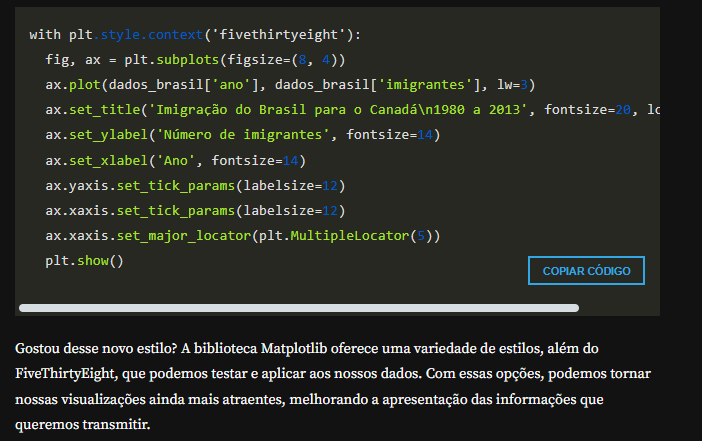 with plt.style.context('fivethirtyeight'):
  fig, ax = plt.subplots(figsize=(8, 4))
  ax.plot(dados_brasil['ano'], dados_brasil['imigrantes'], lw=3)
  ax.set_title('Imigração do Brasil para o Canadá\n1980 a 2013', fontsize=20,
  ax.set_ylabel('Número de imigrantes', fontsize=14)
  ax.set_xlabel('Ano', fontsize=14)
  ax.yaxis.set_tick_params(labelsize=12)
  ax.xaxis.set_tick_params(labelsize=12)
  ax.xaxis.set_major_locator(plt.MultipleLocator(5))
  plt.show()
COPIAR CÓDIGO
Gostou desse novo estilo? A biblioteca Matplotlib oferece uma variedade de estilos, além do
FiveThirtyEight, que podemos testar e aplicar aos nossos dados. Com essas opções, podemos tornar
nossas visualizações ainda mais atraentes, melhorando a apresentação das informações que
queremos transmitir.